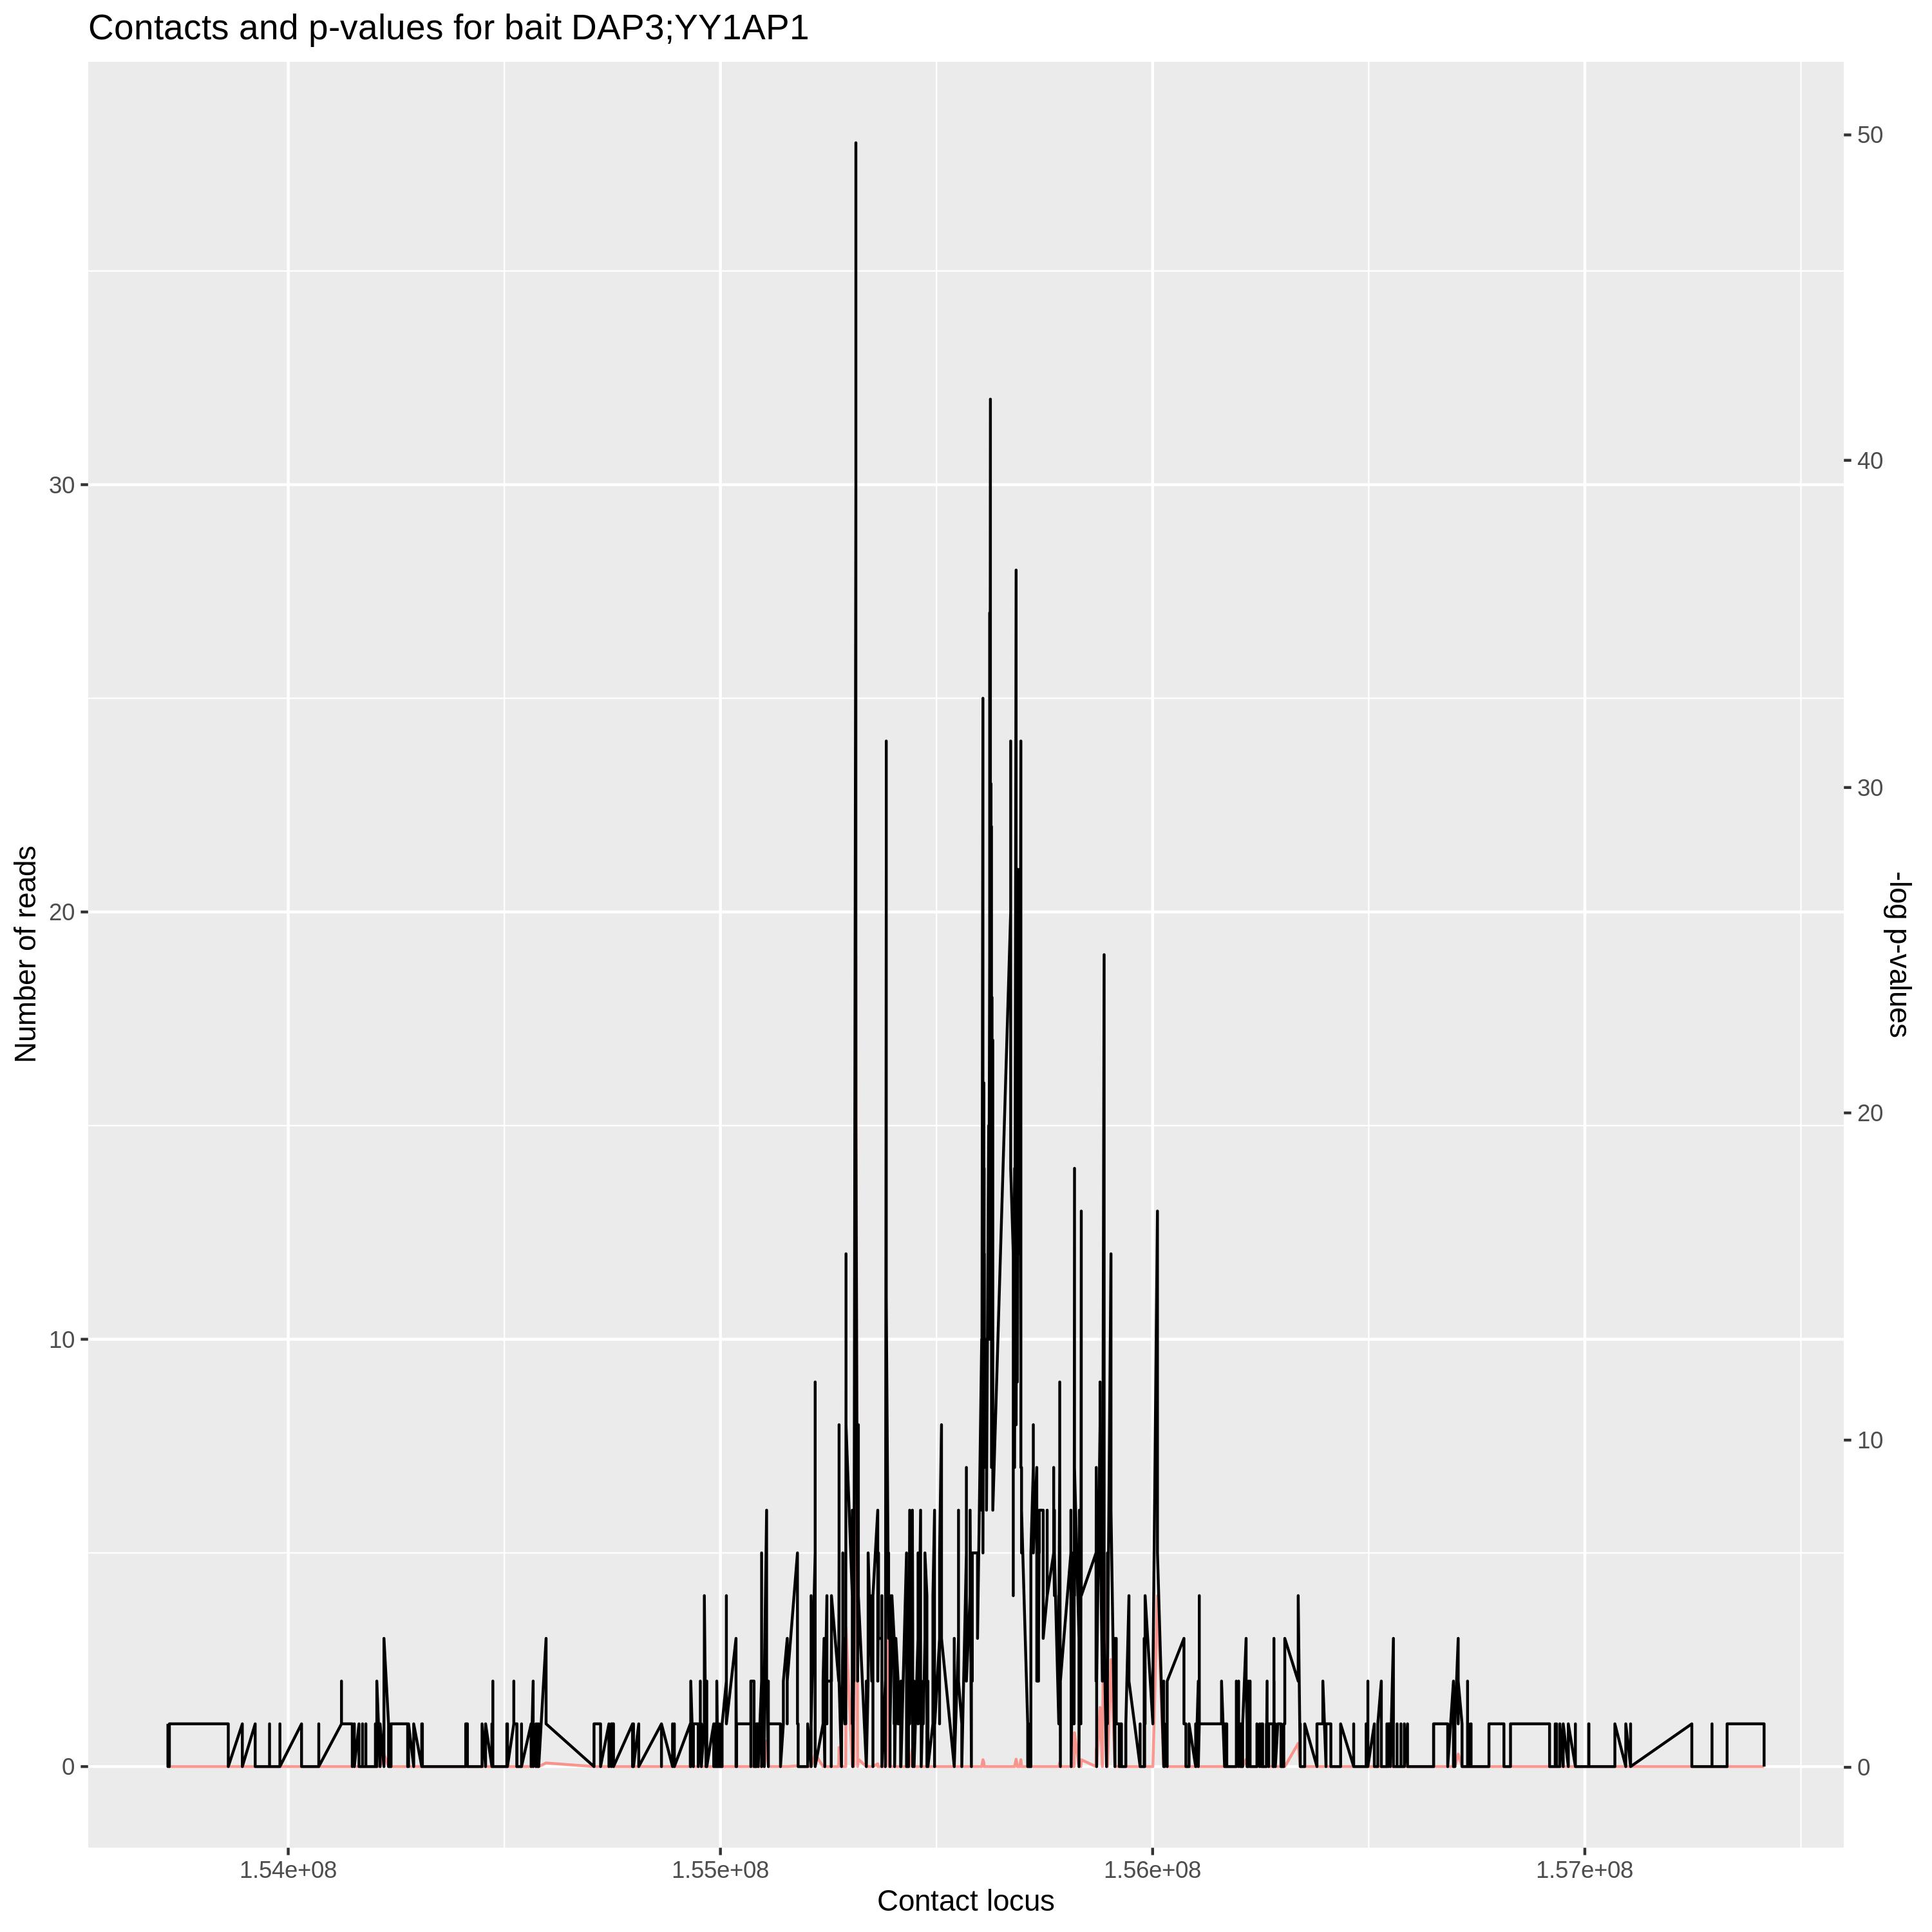 Contacts and p-values for bait DAP3;YY1AP1
Number of reads
30
20
10
0
50
40
30
20
10
0
-log p-values
1.54e+08
1.55e+08
1.56e+08
1.57e+08
Contact locus